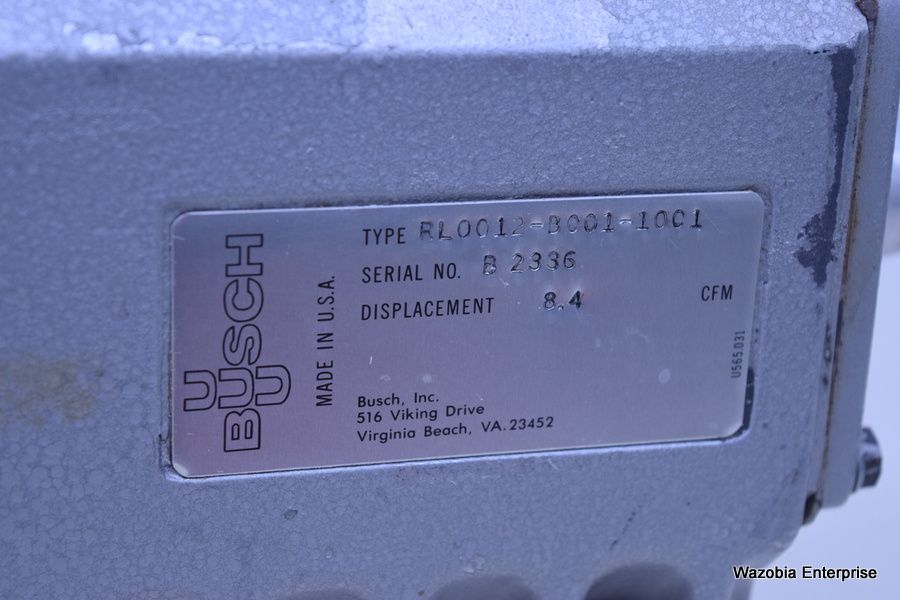 BUSCH
MADE IN U.S.A.
TYPE RL0012-B001-1001
SERIAL NO. B 2336
DISPLACEMENT 8.4 CFM
Busch, Inc.
516 Viking Drive
Virginia Beach, VA. 23452
U565.031
Wazobia Enterprise